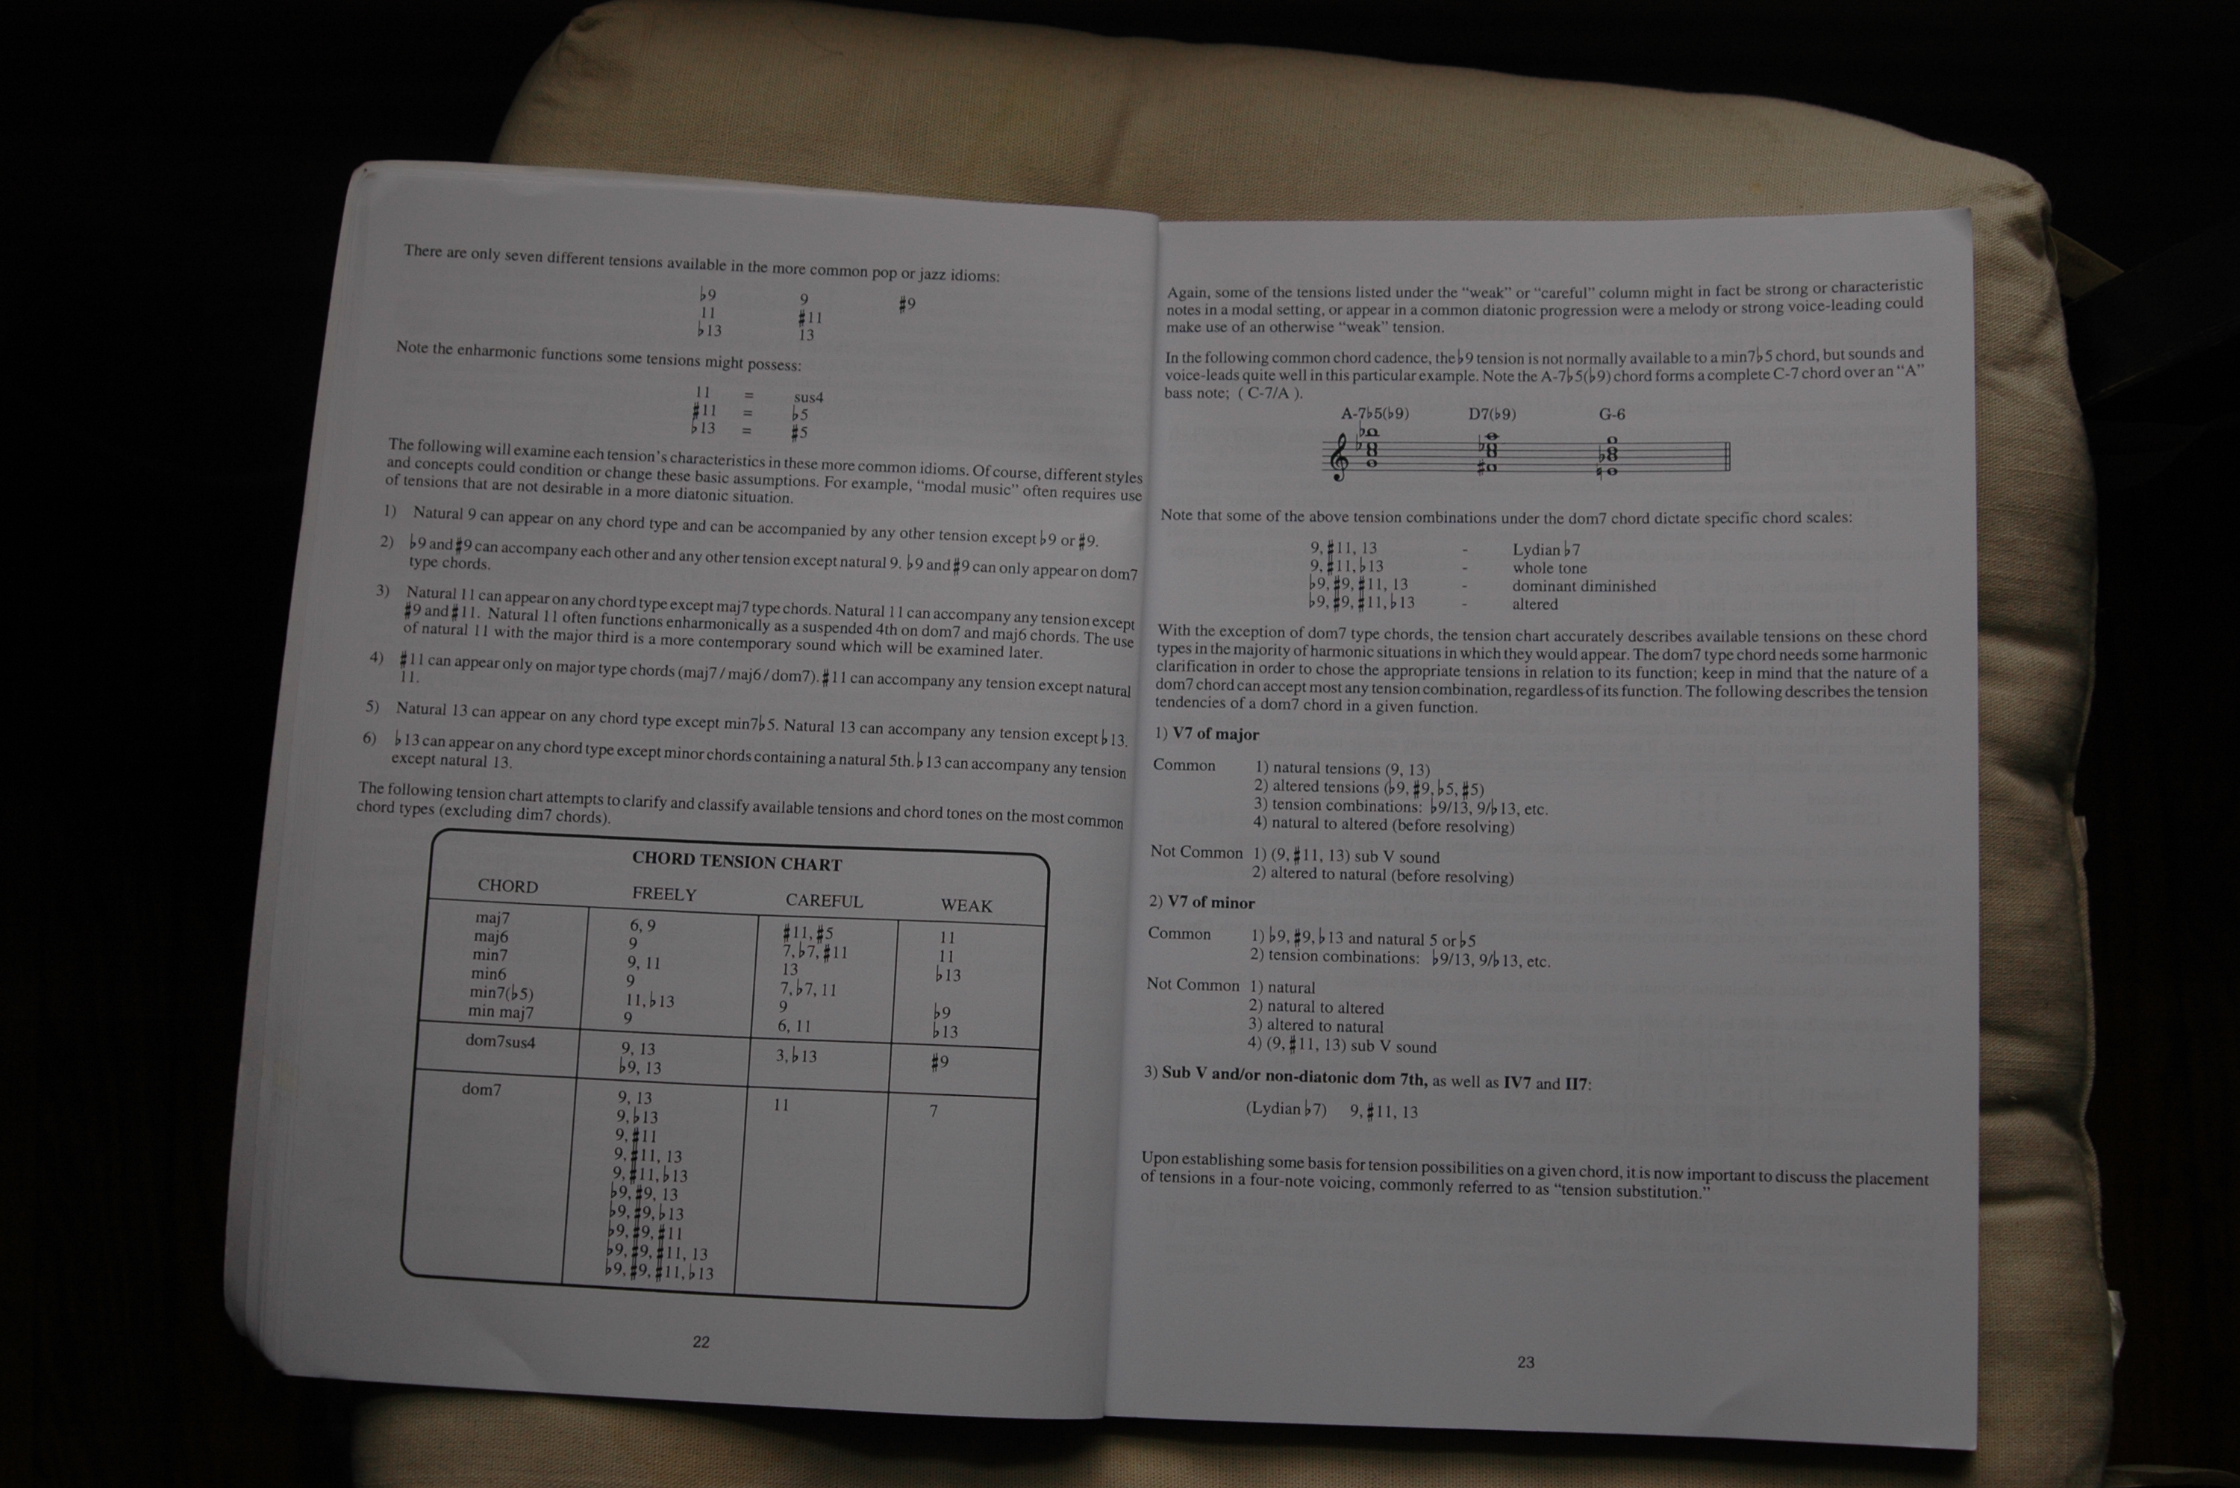 There are only seven different tensions available in the more common pop or jazz idioms:
♭9 9 ♯9
11 ♯11
♭13 13
Note the enharmonic functions some tensions might possess:
11 = sus4
♯11 = ♭5
♭13 = ♯5
The following will examine each tension's characteristics in these more common idioms. Of course, different styles
and concepts could condition or change these basic assumptions. For example, "modal music" often requires use
of tensions that are not desirable in a more diatonic situation.
1) Natural 9 can appear on any chord type and can be accompanied by any other tension except ♭9 or ♯9.
2) ♭9 and ♯9 can accompany each other and any other tension except natural 9. ♭9 and ♯9 can only appear on dom7
type chords.
3) Natural 11 can appear on any chord type except maj7 type chords. Natural 11 can accompany any tension except
♯9 and ♯11. Natural 11 often functions enharmonically as a suspended 4th on dom7 and maj6 chords. The use
of natural 11 with the major third is a more contemporary sound which will be examined later.
4) ♯11 can appear only on major type chords (maj7 / maj6 / dom7). ♯11 can accompany any tension except natural
11.
5) Natural 13 can appear on any chord type except min7♭5. Natural 13 can accompany any tension except ♭13.
6) ♭13 can appear on any chord type except minor chords containing a natural 5th. ♭13 can accompany any tension
except natural 13.
The following tension chart attempts to clarify and classify available tensions and chord tones on the most common
chord types (excluding dim7 chords).
CHORD TENSION CHART
CHORD FREELY CAREFUL WEAK
maj7 6, 9 ♯11, ♯5 11
maj6 9 7, ♭7, ♯11 11
min7 9, 11 13 ♭13
min6 9 7, ♭7, 11
min7(♭5) 11, ♭13 9 ♭9
min maj7 9 6, 11 ♭13
dom7sus4 9, 13 3, ♭13 ♯9
♭9, 13
dom7 9, 13 11 7
9, ♭13
9, ♯11
9, ♯11, 13
9, ♯11, ♭13
♭9, ♯9, 13
♭9, ♯9, ♭13
♭9, ♯9, ♯11
♭9, ♯9, ♯11, 13
♭9, ♯9, ♯11, ♭13
22
Again, some of the tensions listed under the "weak" or "careful" column might in fact be strong or characteristic
notes in a modal setting, or appear in a common diatonic progression were a melody or strong voice-leading could
make use of an otherwise "weak" tension.
In the following common chord cadence, the ♭9 tension is not normally available to a min7♭5 chord, but sounds and
voice-leads quite well in this particular example. Note the A-7♭5(♭9) chord forms a complete C-7 chord over an "A"
bass note; ( C-7/A ).
A-7♭5(♭9) D7(♭9) G-6
Note that some of the above tension combinations under the dom7 chord dictate specific chord scales:
9, ♯11, 13 - Lydian ♭7
9, ♯11, ♭13 - whole tone
♭9, ♯9, ♯11, 13 - dominant diminished
♭9, ♯9, ♯11, ♭13 - altered
With the exception of dom7 type chords, the tension chart accurately describes available tensions on these chord
types in the majority of harmonic situations in which they would appear. The dom7 type chord needs some harmonic
clarification in order to chose the appropriate tensions in relation to its function; keep in mind that the nature of a
dom7 chord can accept most any tension combination, regardless of its function. The following describes the tension
tendencies of a dom7 chord in a given function.
1) V7 of major
Common 1) natural tensions (9, 13)
2) altered tensions (♭9, ♯9, ♭5, ♯5)
3) tension combinations: ♭9/13, 9/♭13, etc.
4) natural to altered (before resolving)
Not Common 1) (9, ♯11, 13) sub V sound
2) altered to natural (before resolving)
2) V7 of minor
Common 1) ♭9, ♯9, ♭13 and natural 5 or ♭5
2) tension combinations: ♭9/13, 9/♭13, etc.
Not Common 1) natural
2) natural to altered
3) altered to natural
4) (9, ♯11, 13) sub V sound
3) Sub V and/or non-diatonic dom 7th, as well as IV7 and II7:
(Lydian ♭7) 9, ♯11, 13
Upon establishing some basis for tension possibilities on a given chord, it is now important to discuss the placement
of tensions in a four-note voicing, commonly referred to as "tension substitution."
23